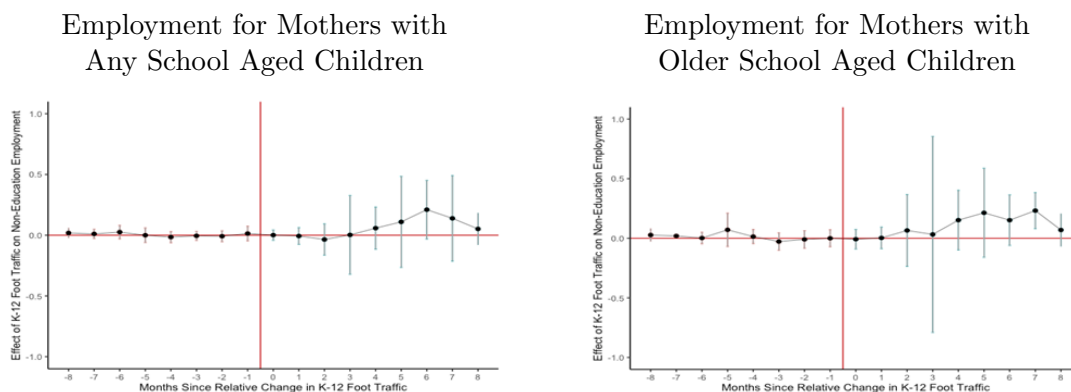 Employment for Mothers with
Any School Aged Children
Effect of K-12 Foot Traffic on Non-Education Employment
1.0
0.5
0.0
-0.5
-1.0
-8 -7 -6 -5 -4 -3 -2 -1 0 1 2 3 4 5 6 7 8
Months Since Relative Change in K-12 Foot Traffic
Employment for Mothers with
Older School Aged Children
Effect of K-12 Foot Traffic on Non-Education Employment
1.0
0.5
0.0
-0.5
-1.0
-8 -7 -6 -5 -4 -3 -2 -1 0 1 2 3 4 5 6 7 8
Months Since Relative Change in K-12 Foot Traffic